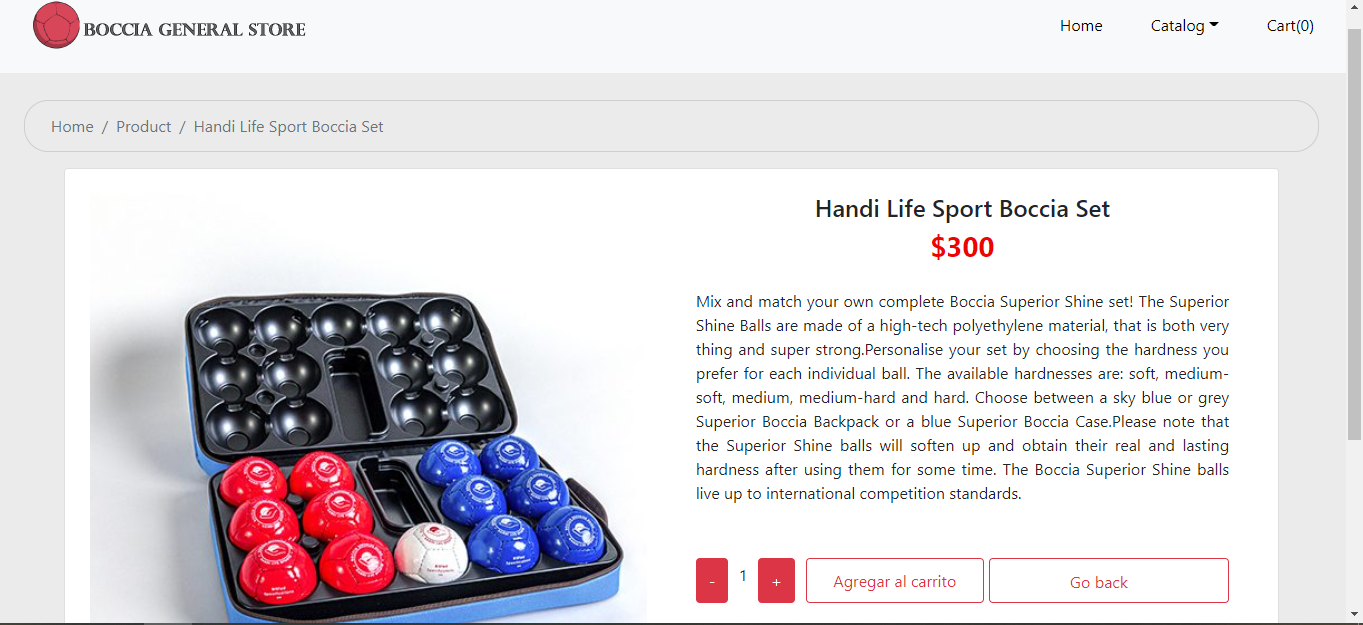 BOCCIA GENERAL STORE
Home Catalog Cart(0)
Home / Product / Handi Life Sport Boccia Set
Handi Life Sport Boccia Set
$300
Mix and match your own complete Boccia Superior Shine set! The Superior
Shine Balls are made of a high-tech polyethylene material, that is both very
thing and super strong.Personalise your set by choosing the hardness you
prefer for each individual ball. The available hardnesses are: soft, medium-
soft, medium, medium-hard and hard. Choose between a sky blue or grey
Superior Boccia Backpack or a blue Superior Boccia Case.Please note that
the Superior Shine balls will soften up and obtain their real and lasting
hardness after using them for some time. The Boccia Superior Shine balls
live up to international competition standards.
- 1 + Agregar al carrito Go back